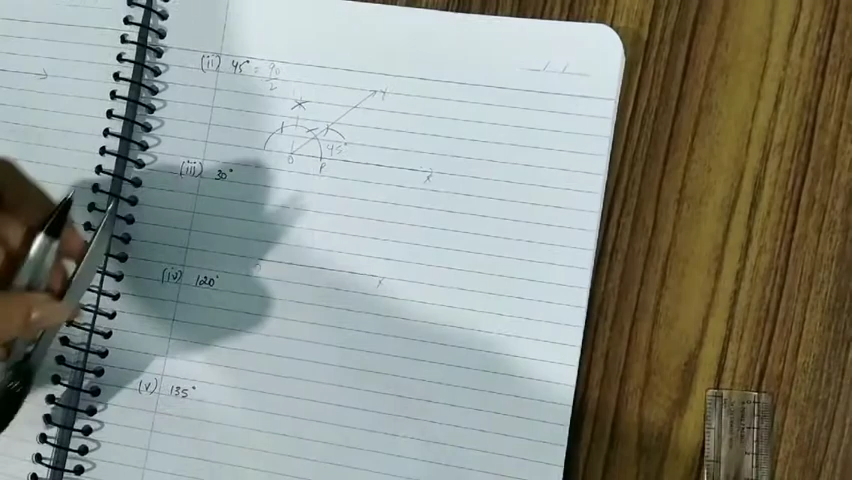 (ii) 45° = 90/2
Y
45°
O P X
(iii) 30°
O X
(iv) 120°
(v) 135°